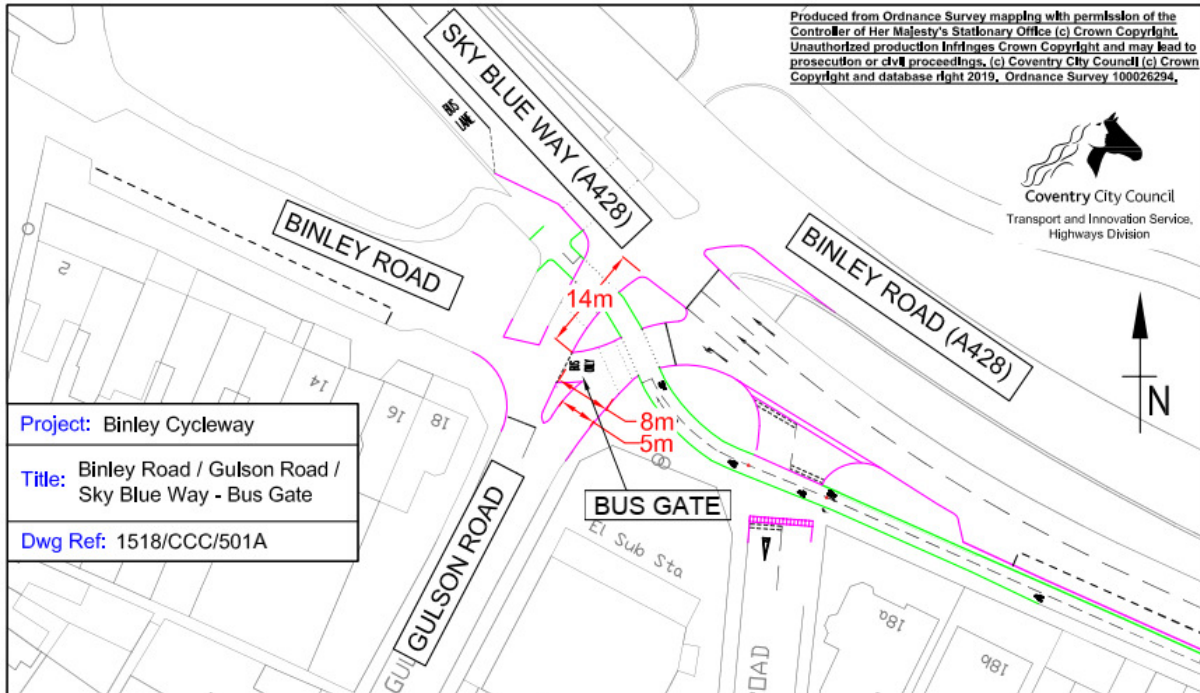 Produced from Ordnance Survey mapping with permission of the
Controller of Her Majesty's Stationary Office (c) Crown Copyright.
Unauthorized production Infringes Crown Copyright and may lead to
prosecution or civil proceedings. (c) Coventry City Council (c) Crown
Copyright and database right 2019. Ordnance Survey 100026294.
Coventry City Council
Transport and Innovation Service,
Highways Division
SKY BLUE WAY (A428)
BUS
LANE
BINLEY ROAD
BINLEY ROAD (A428)
14m
BUS
ONLY
8m
5m
BUS GATE
N
2
14
16
18
GULSON ROAD
GUL
El Sub Sta
OAD
18a
18b
Project: Binley Cycleway
Title: Binley Road / Gulson Road /
Sky Blue Way - Bus Gate
Dwg Ref: 1518/CCC/501A